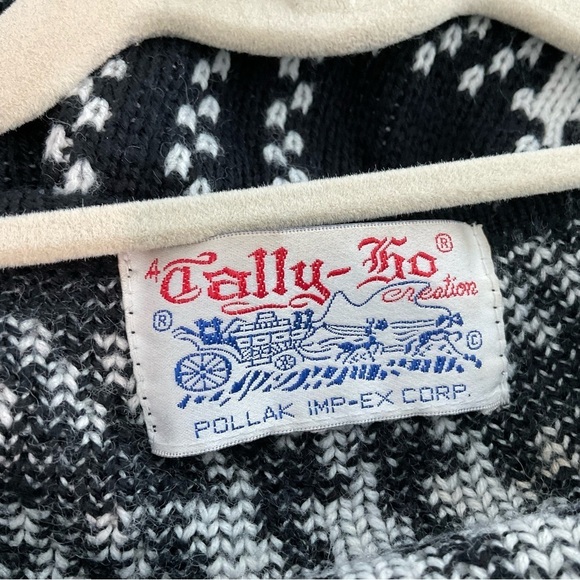 A Tally-Ho ®
creation
®
©
POLLAK IMP-EX CORP.